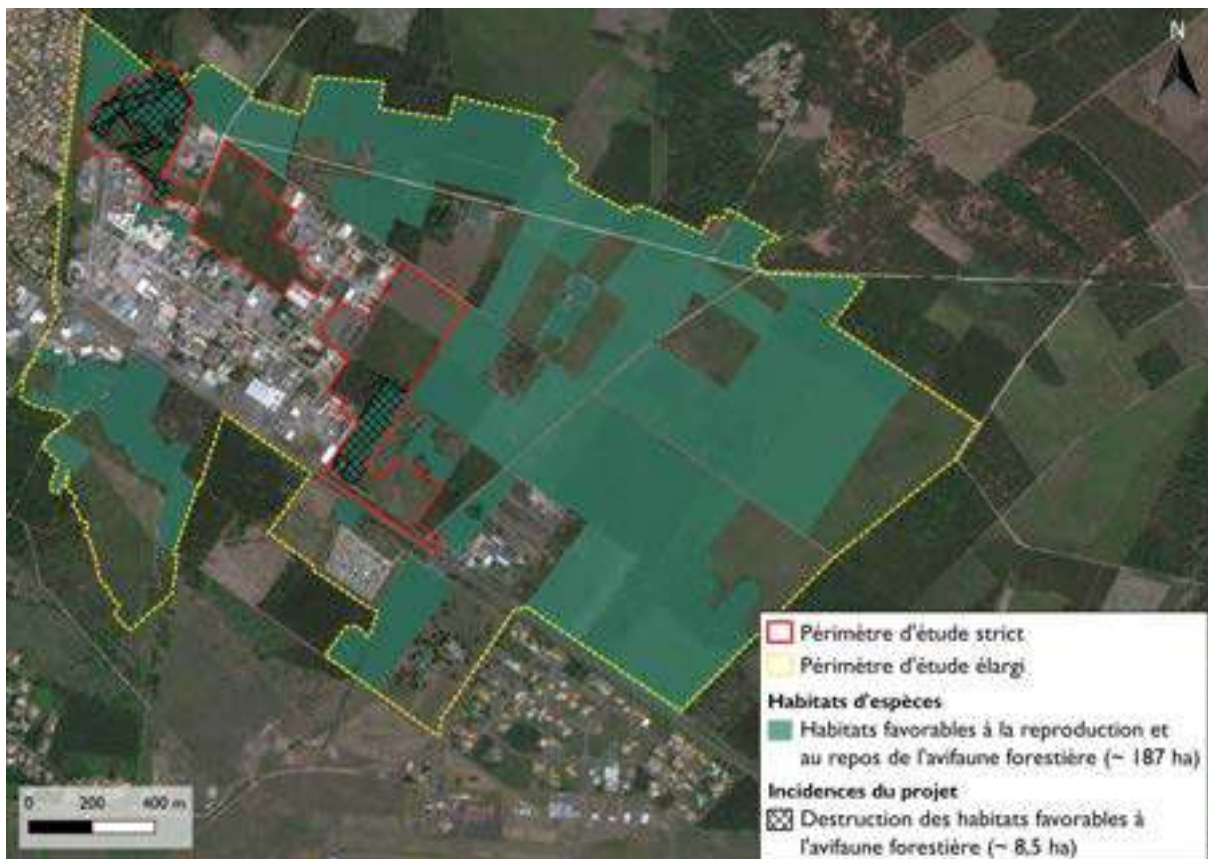 N
Périmètre d'étude strict
Périmètre d'étude élargi
Habitats d'espèces
Habitats favorables à la reproduction et
au repos de l'avifaune forestière (~ 187 ha)
Incidences du projet
Destruction des habitats favorables à
l'avifaune forestière (~ 8,5 ha)
0 200 400 m